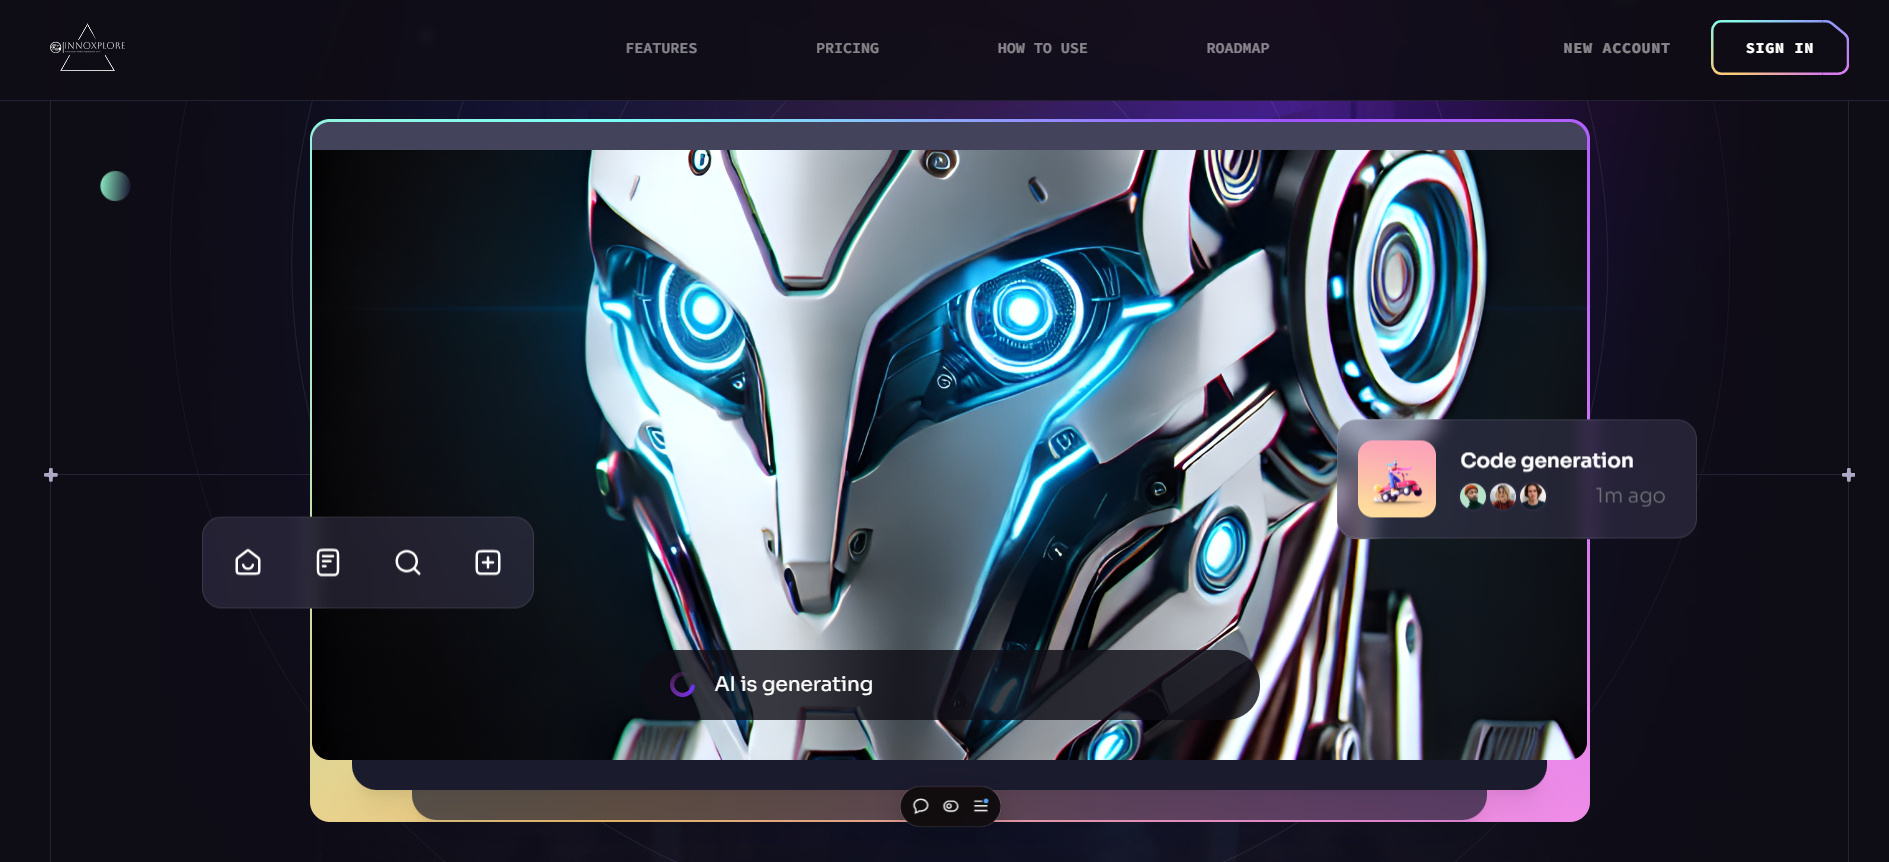 INNOXPLORE
FEATURES
PRICING
HOW TO USE
ROADMAP
NEW ACCOUNT
SIGN IN
Code generation
1m ago
AI is generating